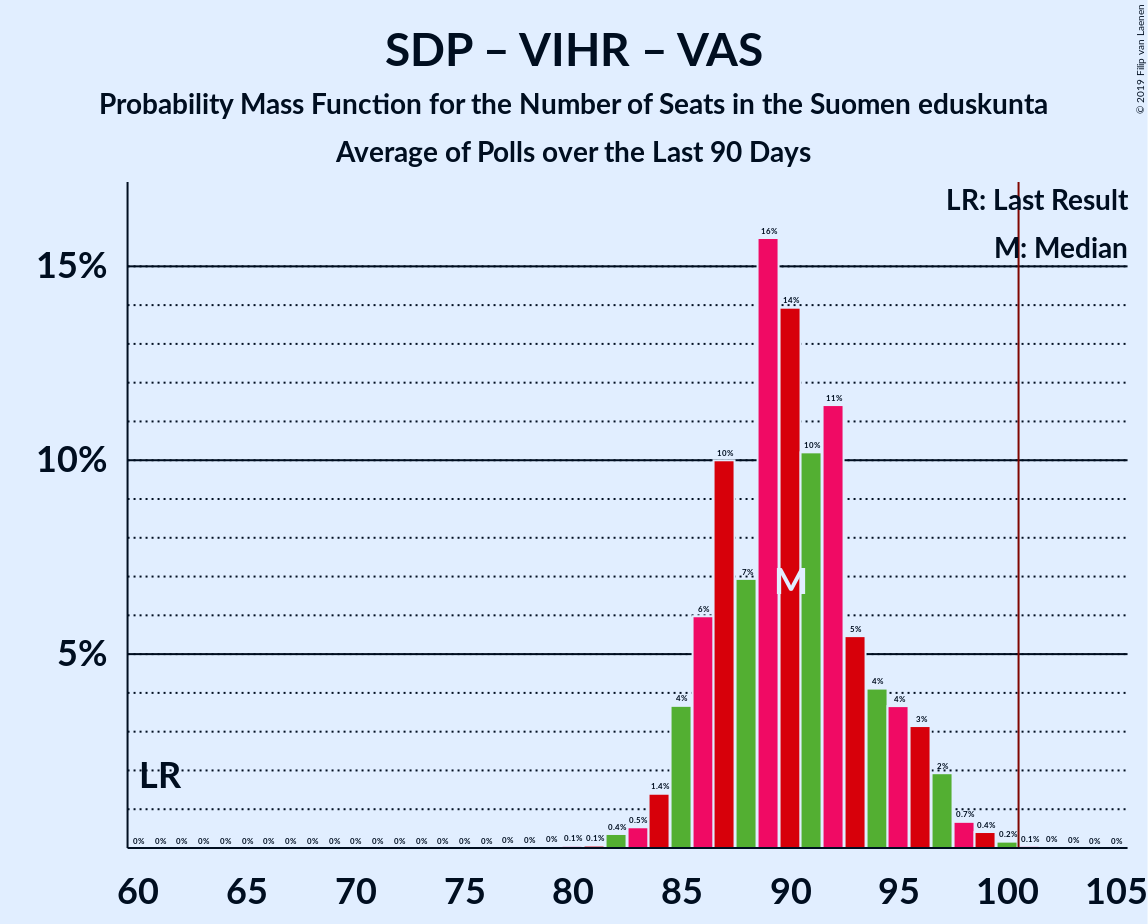 SDP – VIHR – VAS
Probability Mass Function for the Number of Seats in the Suomen eduskunta
Average of Polls over the Last 90 Days
© 2019 Filip van Laenen
LR: Last Result
M: Median
15%
10%
5%
16%
14%
11%
10%
10%
7%
6%
5%
4%
4%
4%
3%
2%
1.4%
0.7%
0.5%
0.4%
0.4%
0.2%
M
LR
0% 0% 0% 0% 0% 0% 0% 0% 0% 0% 0% 0% 0% 0% 0% 0% 0% 0% 0% 0% 0.1% 0.1% 0.1% 0% 0% 0% 0%
60 65 70 75 80 85 90 95 100 105